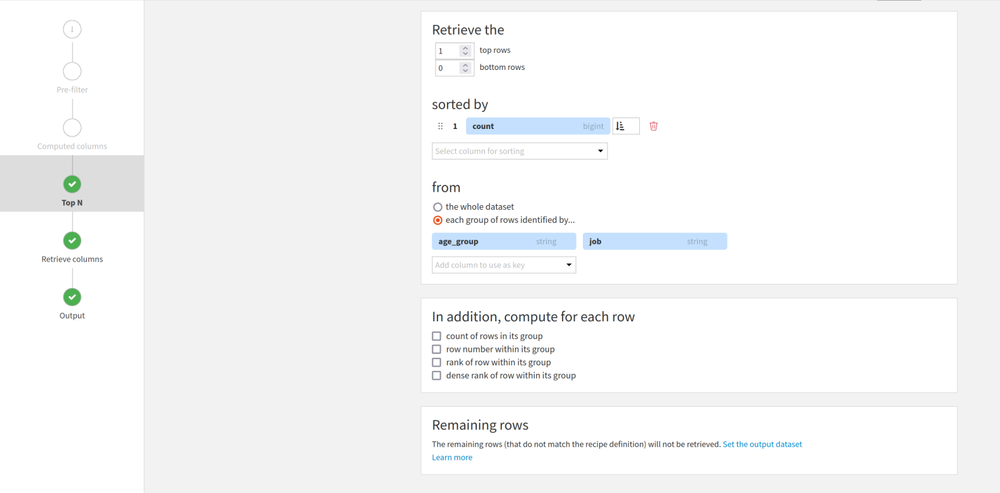 Pre-filter
Computed columns
Top N
Retrieve columns
Output
Retrieve the
1 top rows
0 bottom rows
sorted by
1 count bigint
Select column for sorting
from
the whole dataset
each group of rows identified by...
age_group string job string
Add column to use as key
In addition, compute for each row
count of rows in its group
row number within its group
rank of row within its group
dense rank of row within its group
Remaining rows
The remaining rows (that do not match the recipe definition) will not be retrieved. Set the output dataset
Learn more